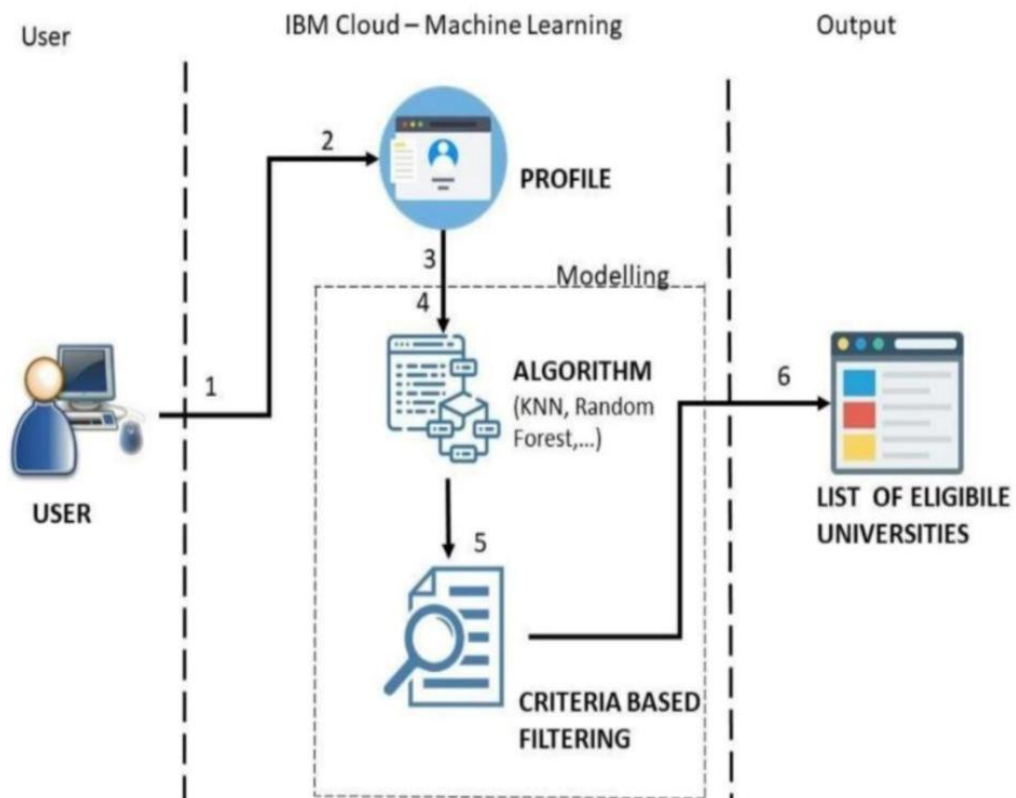 User
IBM Cloud – Machine Learning
Output
2
PROFILE
3
Modelling
4
ALGORITHM
(KNN, Random
Forest,...)
1
6
USER
LIST OF ELIGIBILE
UNIVERSITIES
5
CRITERIA BASED
FILTERING